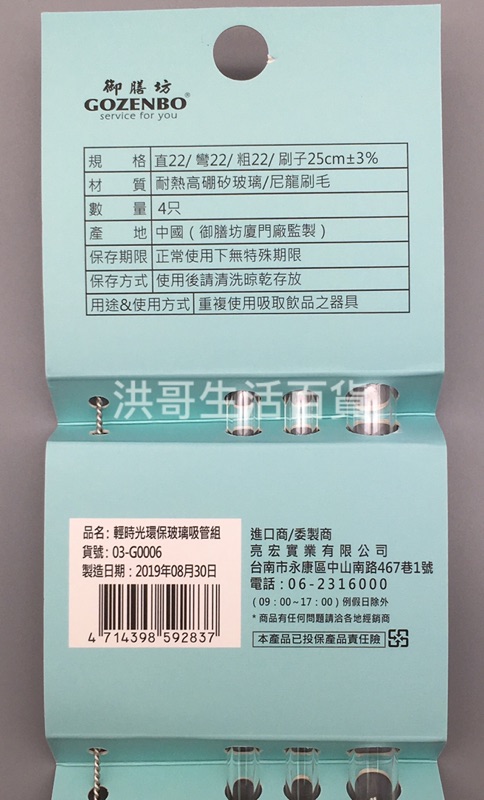 御膳坊
GOZENBO®
service for you
規格 直22/ 彎22/ 粗22/ 刷子25cm±3%
材質 耐熱高硼矽玻璃/尼龍刷毛
數量 4只
產地 中國（御膳坊廈門廠監製）
保存期限 正常使用下無特殊期限
保存方式 使用後請清洗晾乾存放
用途&使用方式 重複使用吸取飲品之器具
洪哥生活百貨
品名: 輕時光環保玻璃吸管組
貨號: 03-G0006
製造日期：2019年08月30日
4 714398 592837
進口商/委製商
亮宏實業有限公司
台南市永康區中山南路467巷1號
電話：06-2316000
（09：00~17：00）例假日除外
*商品有任何問題請洽各地經銷商
本產品已投保產品責任險